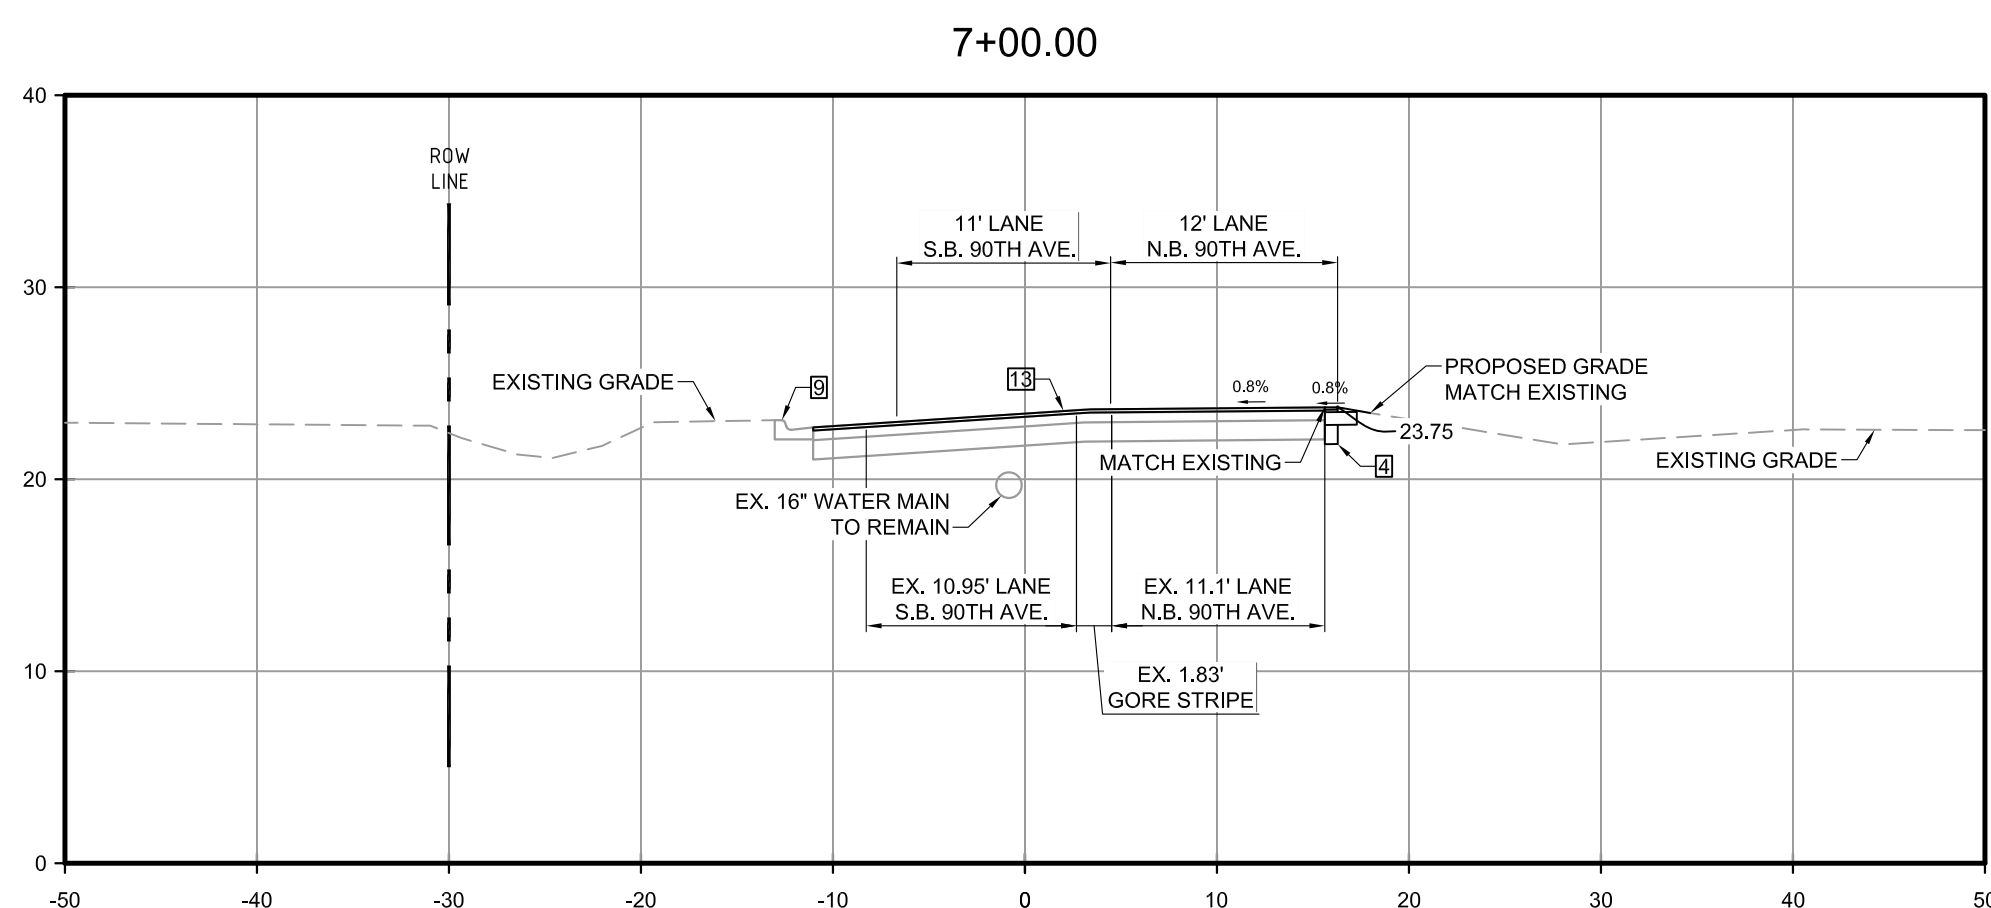 7+00.00
40
30
20
10
0
ROW
LINE
11' LANE
S.B. 90TH AVE.
12' LANE
N.B. 90TH AVE.
EXISTING GRADE
9
13
0.8%
0.8%
PROPOSED GRADE
MATCH EXISTING
23.75
MATCH EXISTING
4
EXISTING GRADE
EX. 16" WATER MAIN
TO REMAIN
EX. 10.95' LANE
S.B. 90TH AVE.
EX. 11.1' LANE
N.B. 90TH AVE.
EX. 1.83'
GORE STRIPE
-50
-40
-30
-20
-10
0
10
20
30
40
50